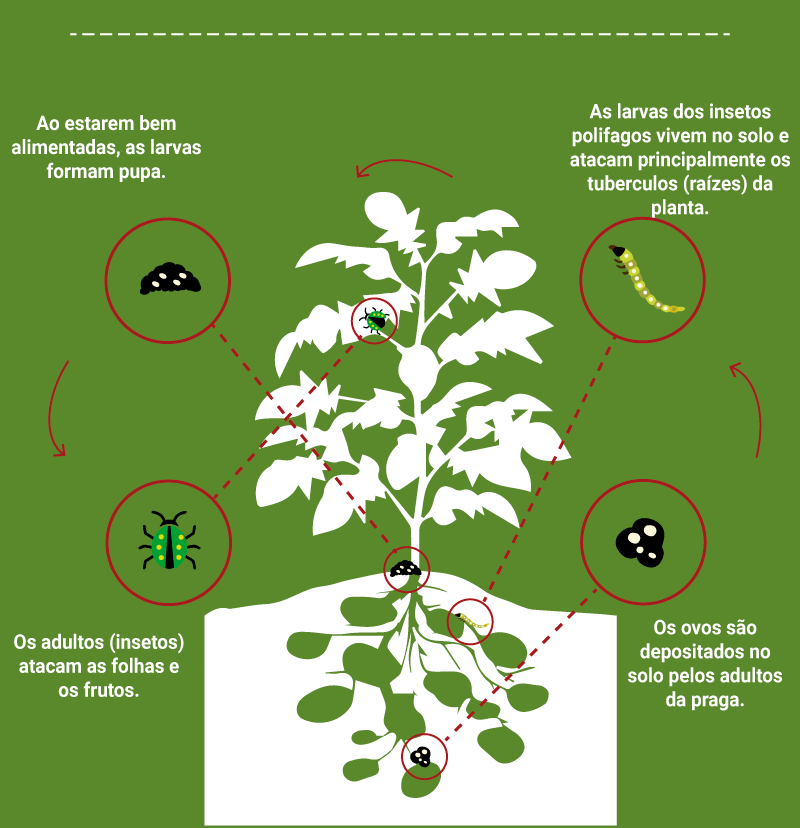 Ao estarem bem
alimentadas, as larvas
formam pupa.
As larvas dos insetos
polifagos vivem no solo e
atacam principalmente os
tuberculos (raízes) da
planta.
Os adultos (insetos)
atacam as folhas e
os frutos.
Os ovos são
depositados no
solo pelos adultos
da praga.